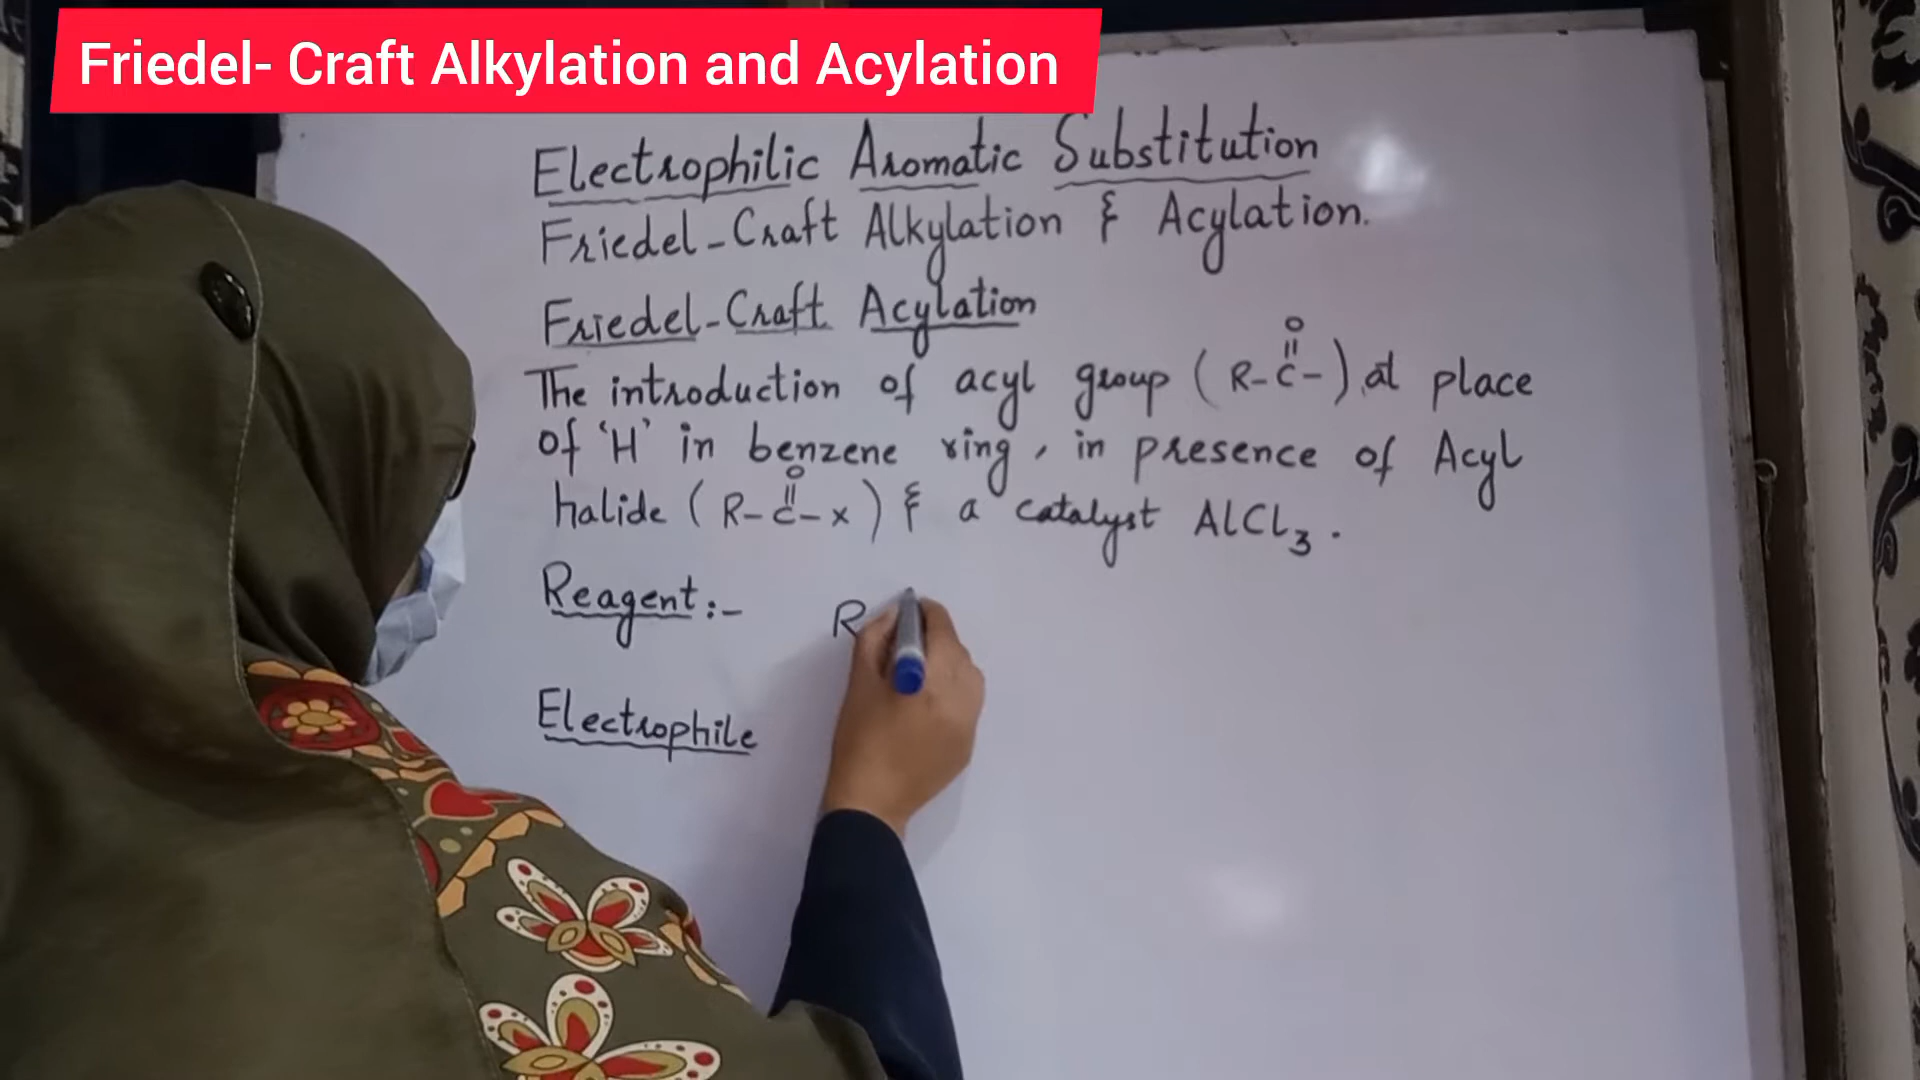 Friedel- Craft Alkylation and Acylation
Electrophilic Aromatic Substitution
Friedel-Craft Alkylation & Acylation.
Friedel-Craft Acylation
O
The introduction of acyl group (R-C-) at place
||
of 'H' in benzene ring, in presence of Acyl
O
||
halide (R-C-x) & a catalyst AlCl3.
Reagent:- R
Electrophile